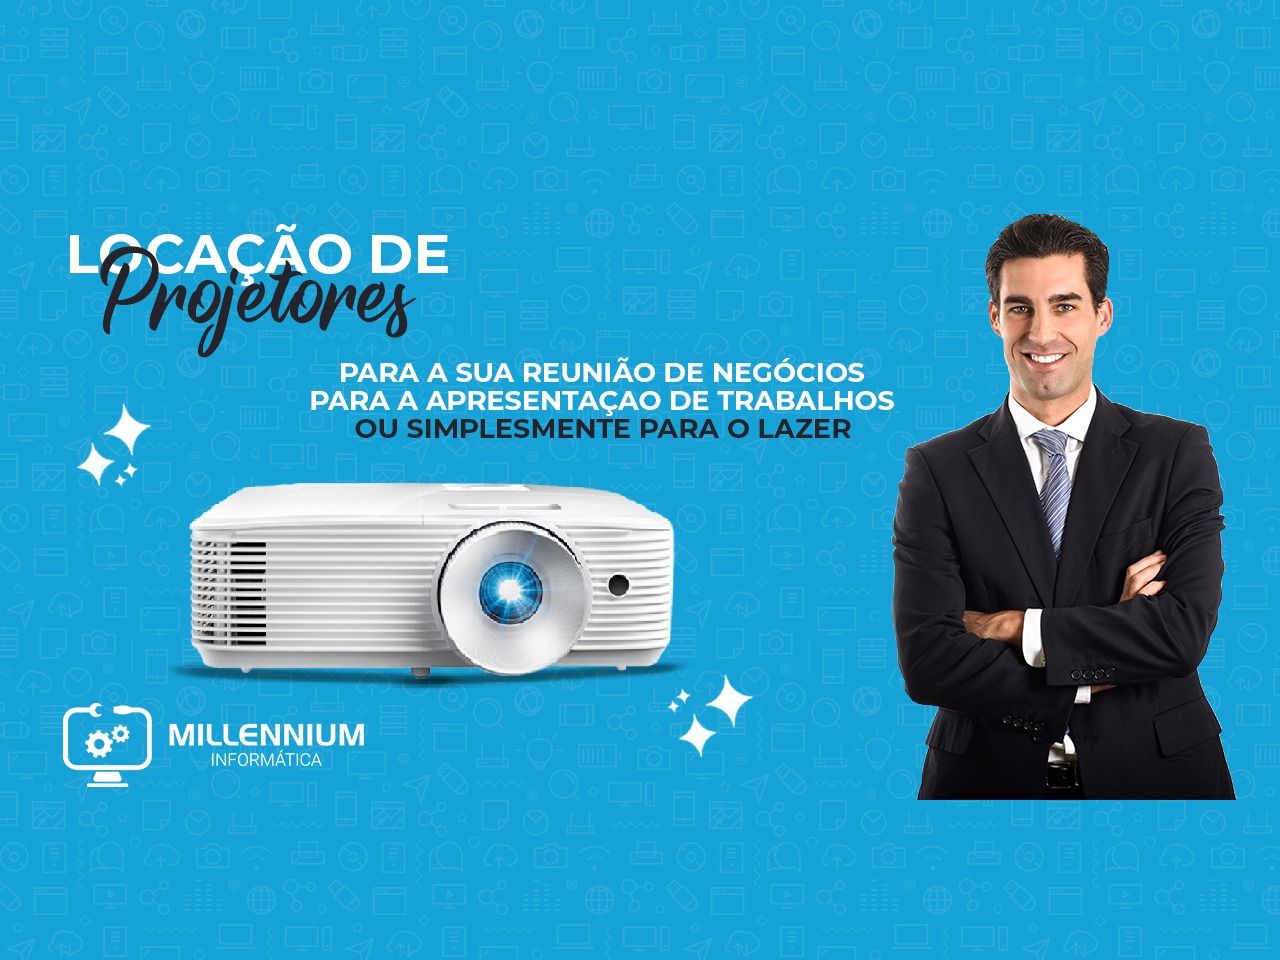 LOCAÇÃO DE
Projetores
PARA A SUA REUNIÃO DE NEGÓCIOS
PARA A APRESENTAÇAO DE TRABALHOS
OU SIMPLESMENTE PARA O LAZER
MILLENNIUM
INFORMÁTICA